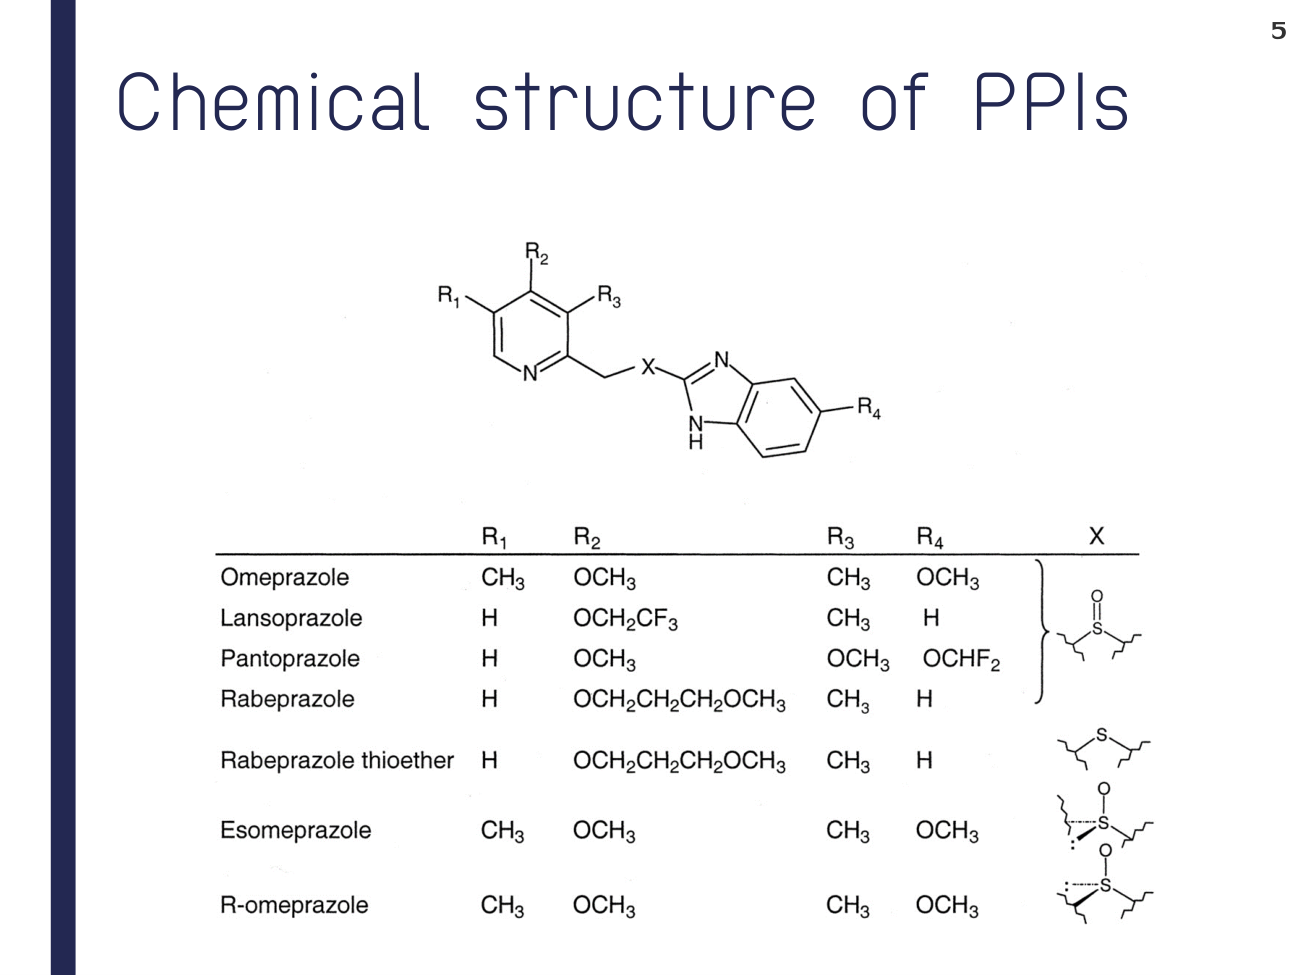 5
Chemical structure of PPIs
R2
R1 R3
N X N
R4
N
H
R1 R2 R3 R4 X
Omeprazole CH3 OCH3 CH3 OCH3
O
S
Lansoprazole H OCH2CF3 CH3 H
Pantoprazole H OCH3 OCH3 OCHF2
Rabeprazole H OCH2CH2CH2OCH3 CH3 H
S
Rabeprazole thioether H OCH2CH2CH2OCH3 CH3 H
O
S
Esomeprazole CH3 OCH3 CH3 OCH3
O
S
R-omeprazole CH3 OCH3 CH3 OCH3